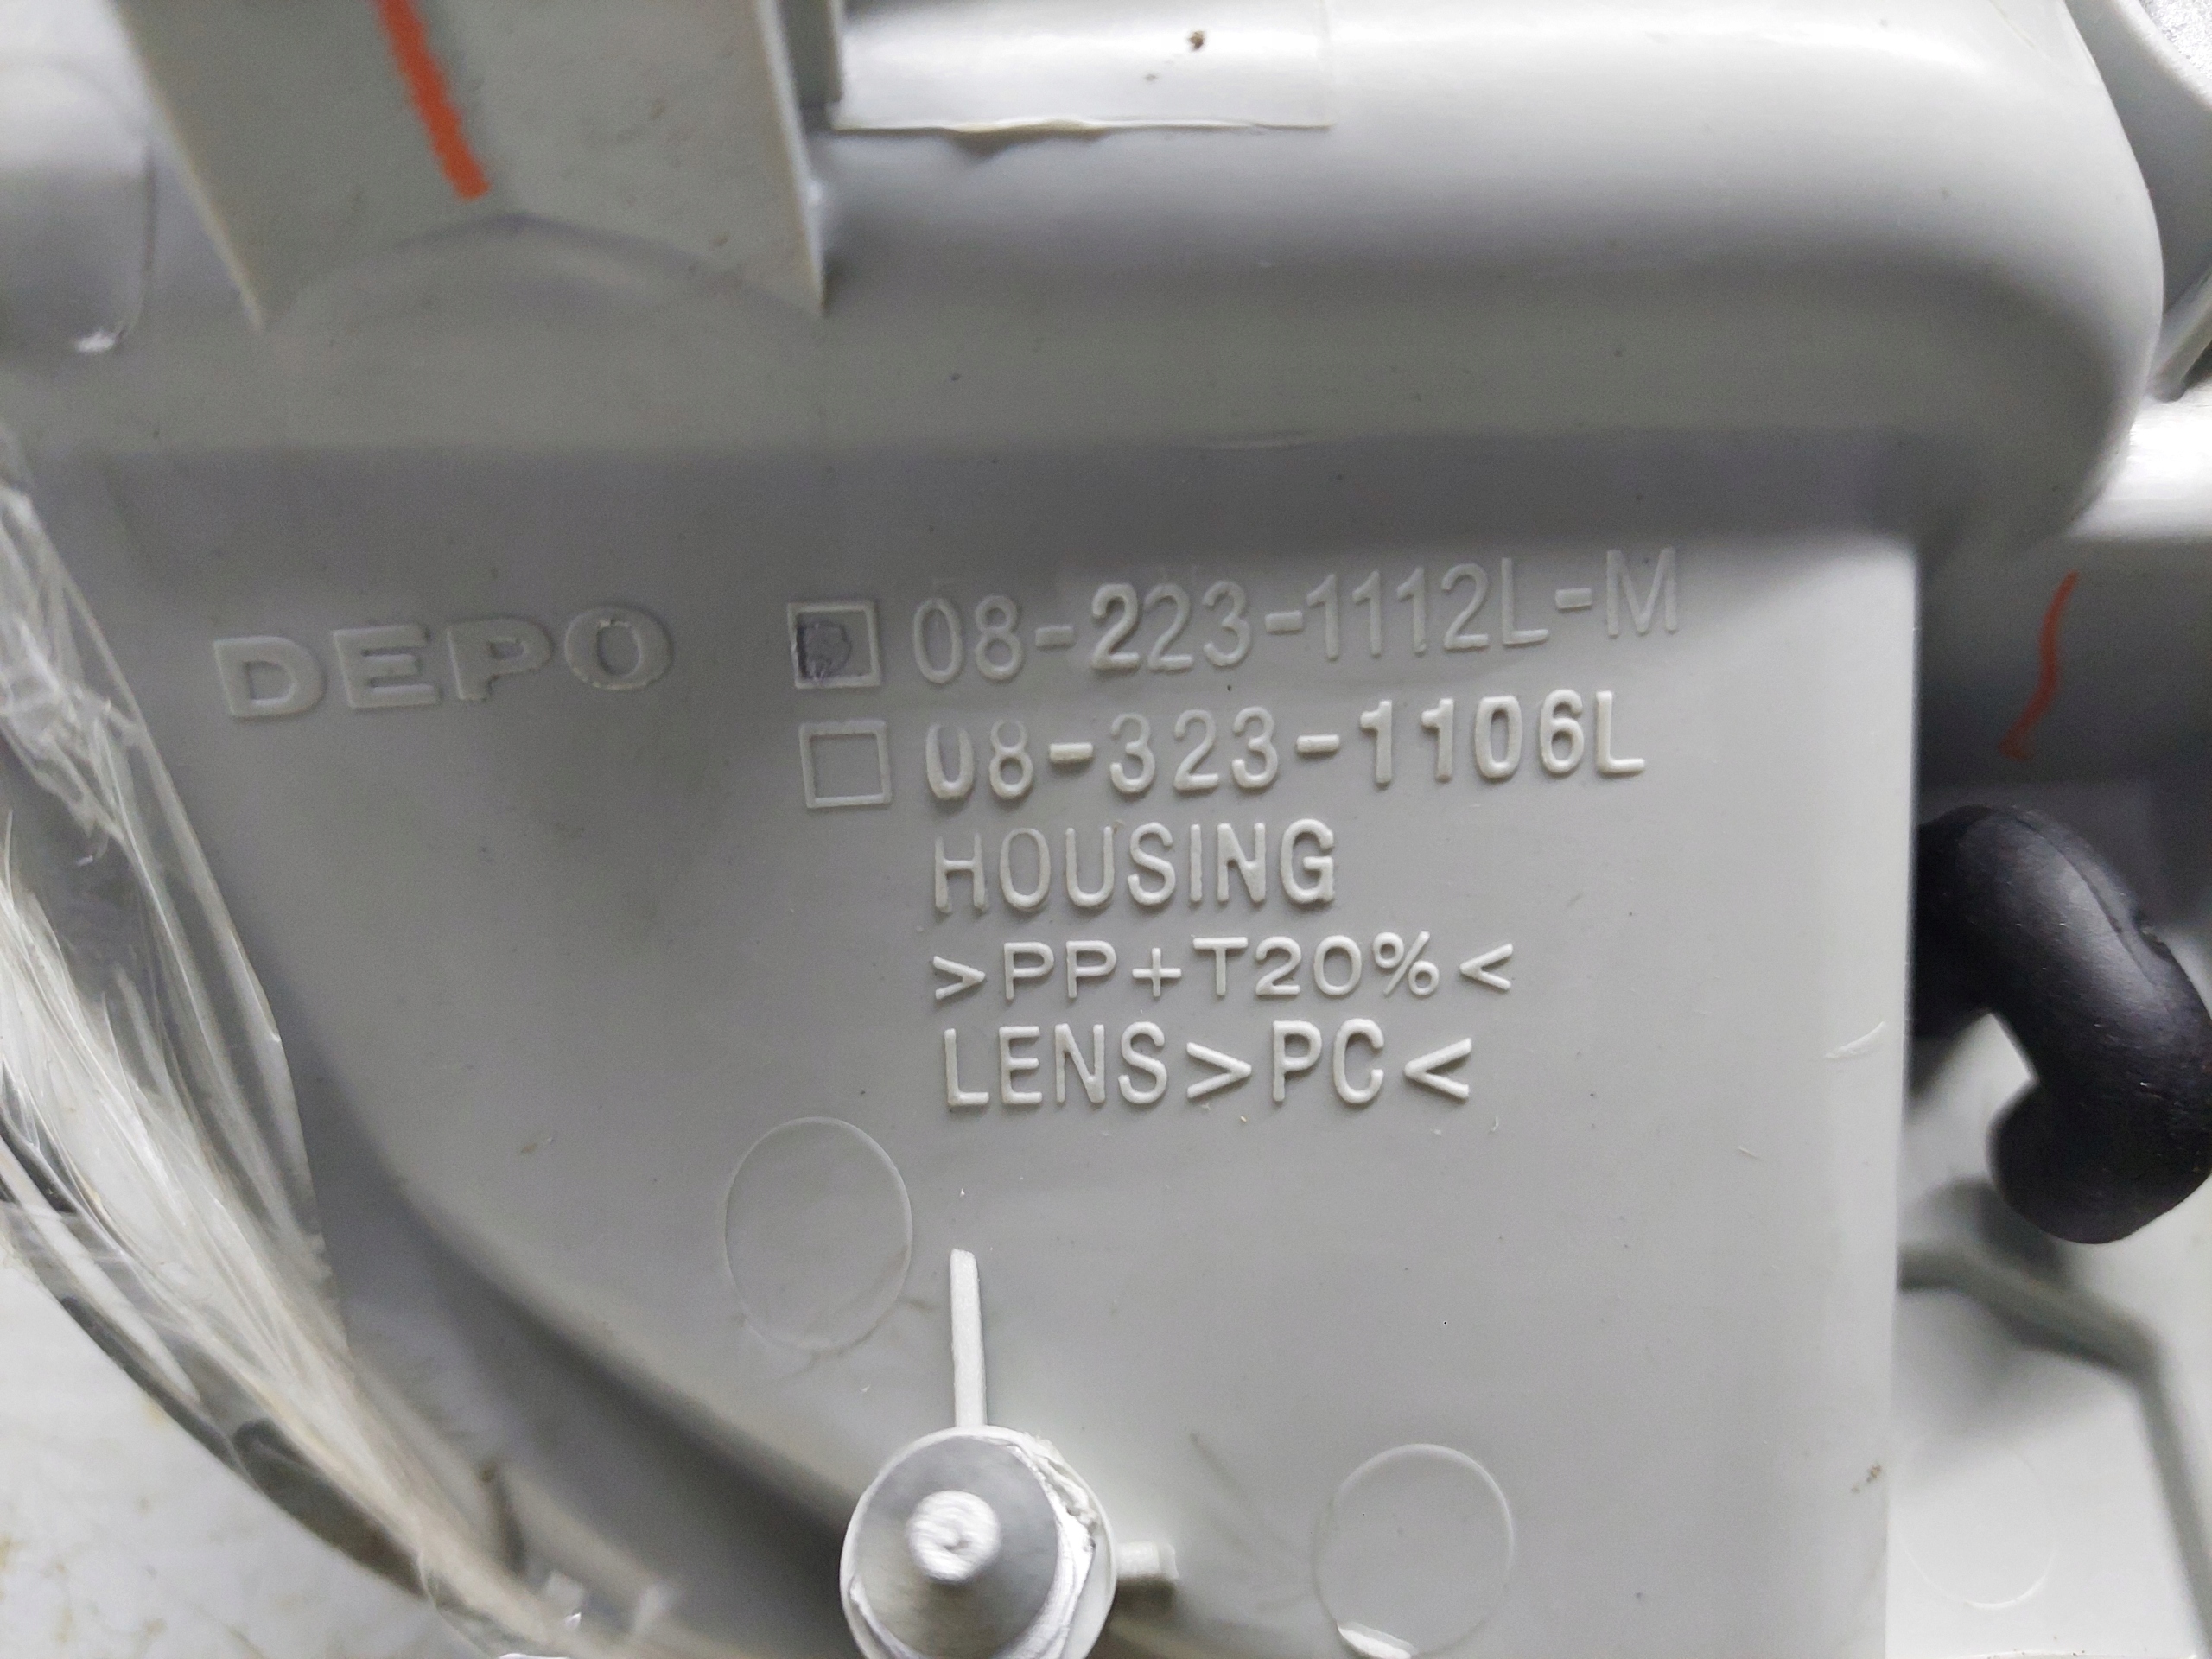 DEPO 08-223-1112L-M
08-323-1106L
HOUSING
>PP+T20%<
LENS>PC<